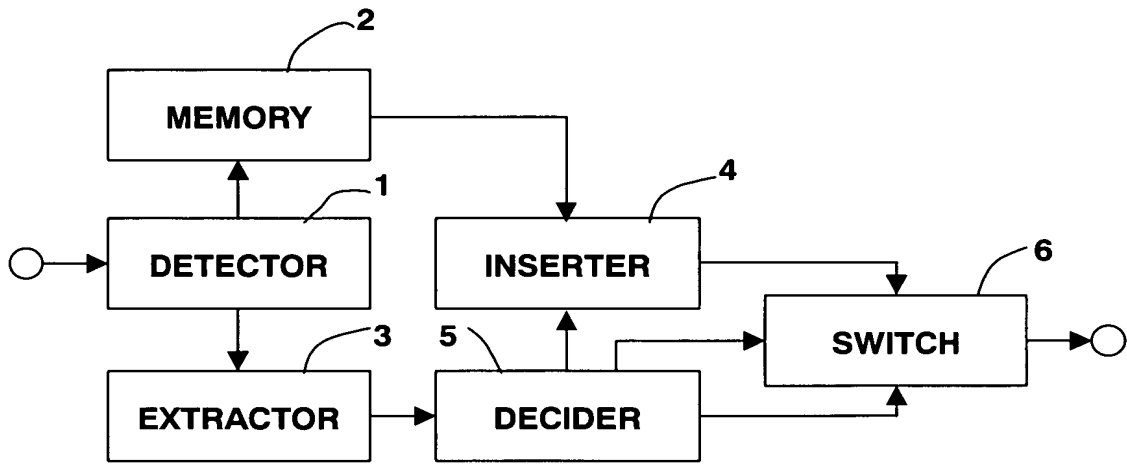 2
MEMORY
1
DETECTOR
4
INSERTER
6
SWITCH
3
EXTRACTOR
5
DECIDER